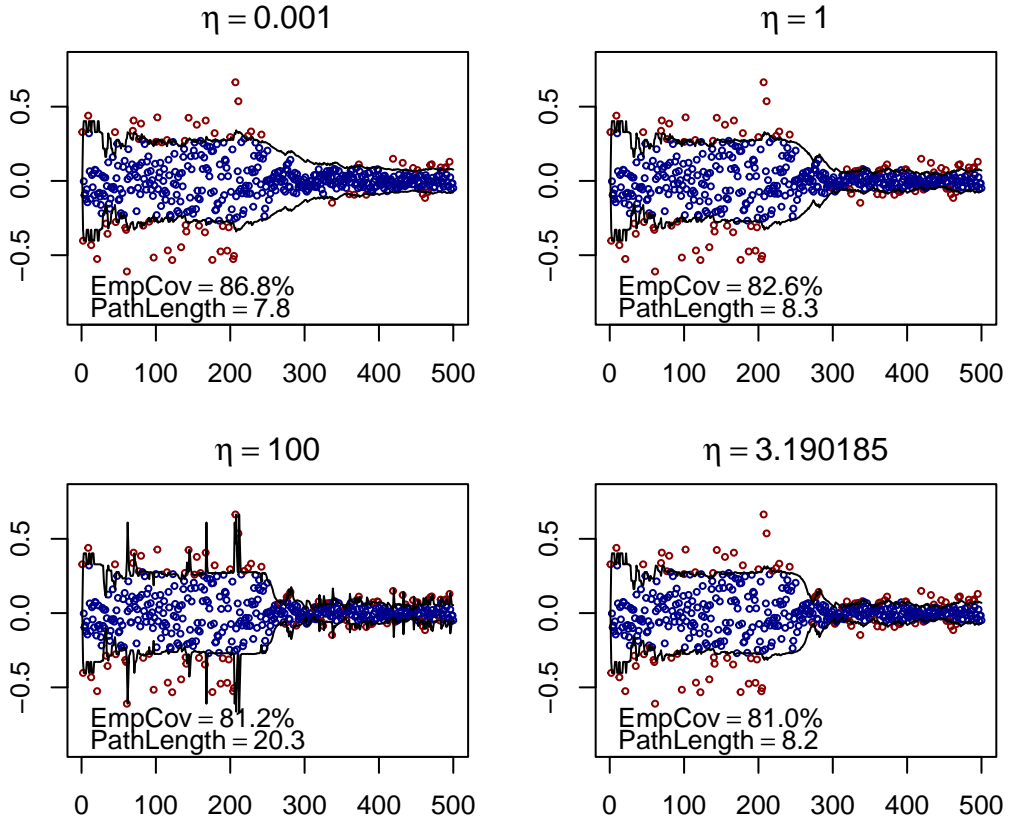 η = 0.001
0.5
0.0
−0.5
EmpCov = 86.8%
PathLength = 7.8
0 100 200 300 400 500
η = 1
0.5
0.0
−0.5
EmpCov = 82.6%
PathLength = 8.3
0 100 200 300 400 500
η = 100
0.5
0.0
−0.5
EmpCov = 81.2%
PathLength = 20.3
0 100 200 300 400 500
η = 3.190185
0.5
0.0
−0.5
EmpCov = 81.0%
PathLength = 8.2
0 100 200 300 400 500